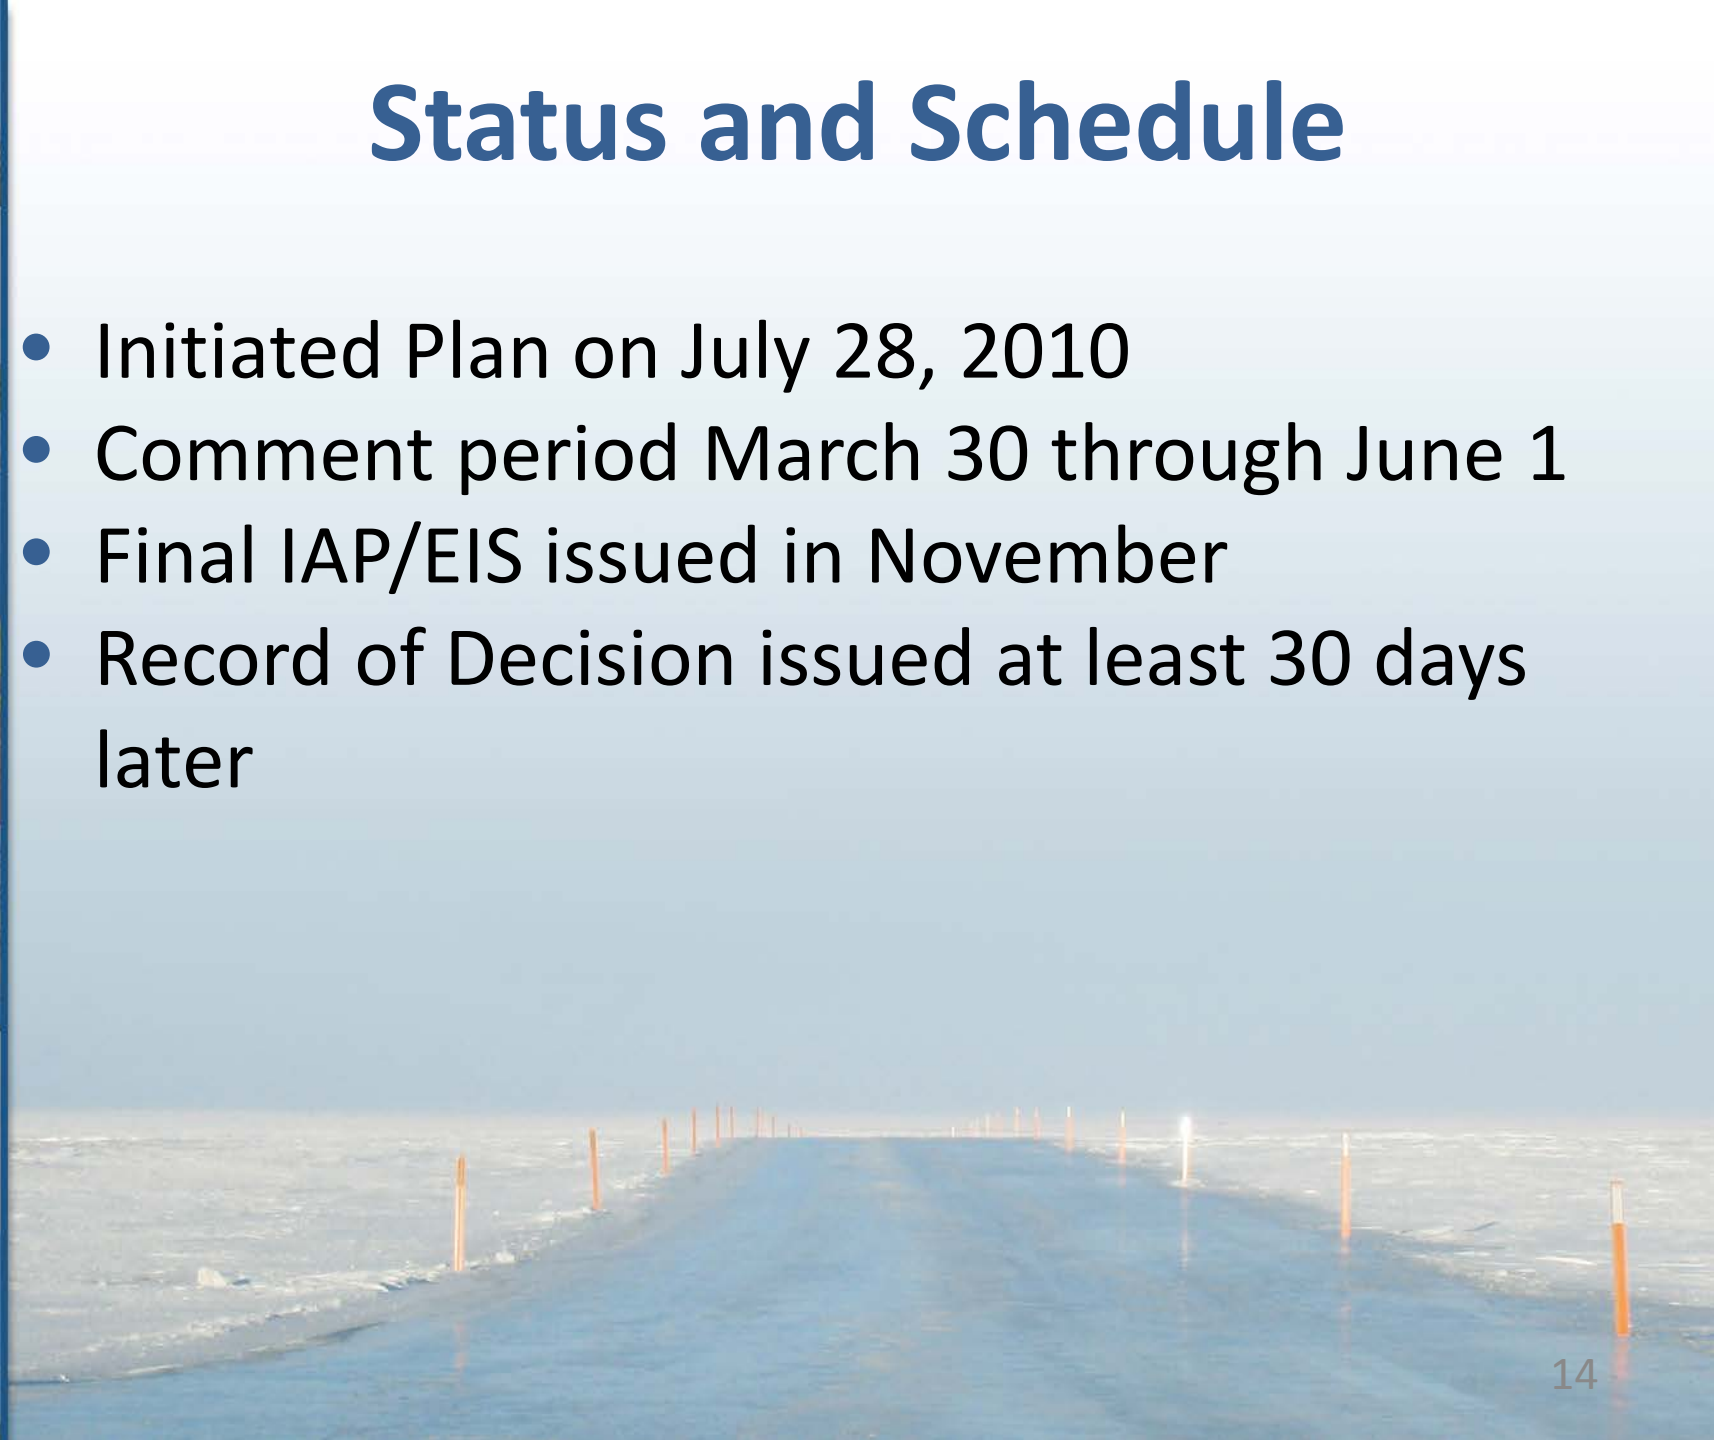 Status and Schedule
• Initiated Plan on July 28, 2010
• Comment period March 30 through June 1
• Final IAP/EIS issued in November
• Record of Decision issued at least 30 days
later
14